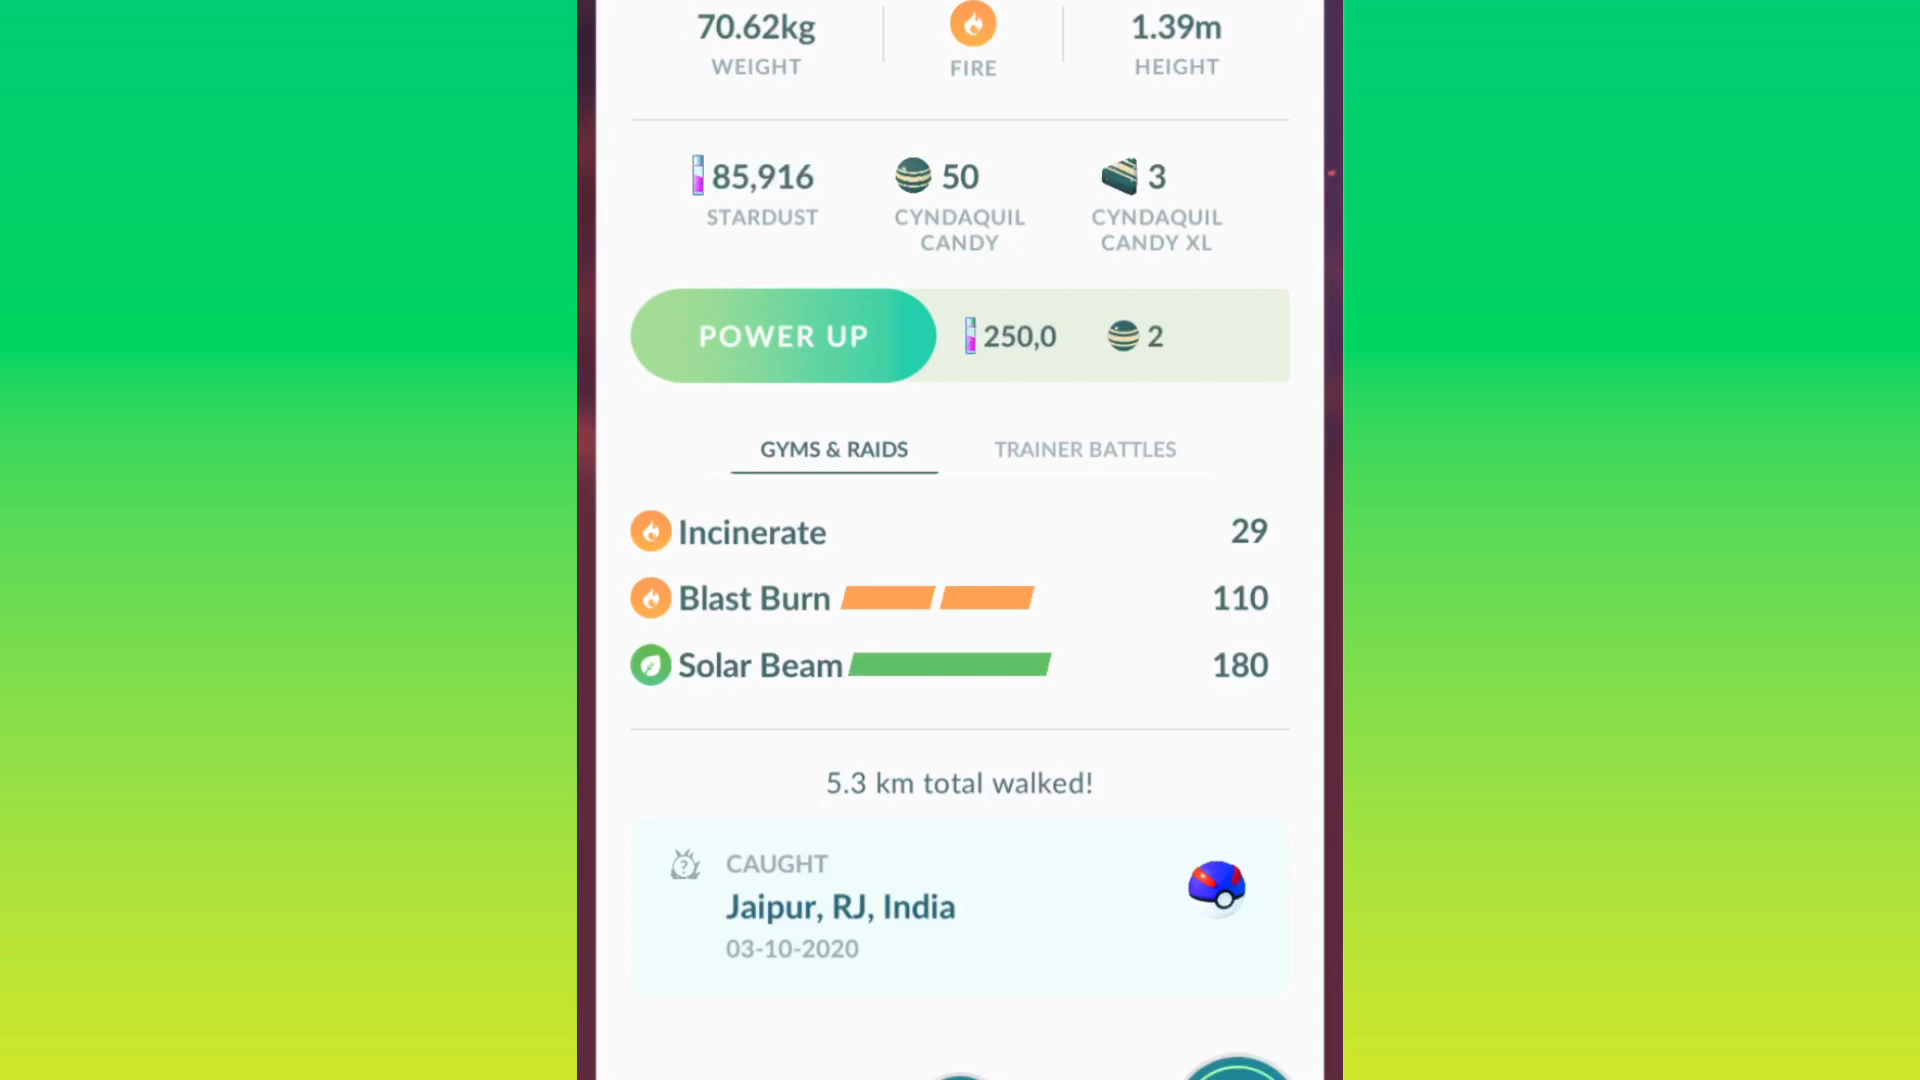 70.62kg
1.39m
WEIGHT
FIRE
HEIGHT
85,916
50
3
STARDUST
CYNDAQUIL
CANDY
CYNDAQUIL
CANDY XL
POWER UP
250,0
2
GYMS & RAIDS
TRAINER BATTLES
Incinerate
29
Blast Burn
110
Solar Beam
180
5.3 km total walked!
?
CAUGHT
Jaipur, RJ, India
03-10-2020